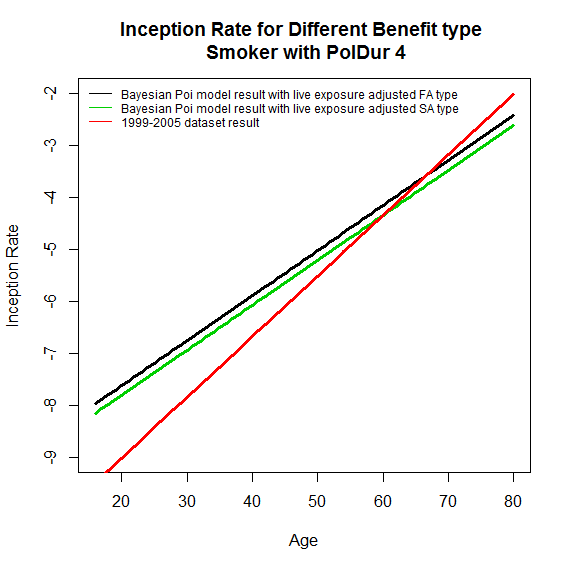 Inception Rate for Different Benefit type
Smoker with PolDur 4
Bayesian Poi model result with live exposure adjusted FA type
Bayesian Poi model result with live exposure adjusted SA type
1999-2005 dataset result
-2
-3
-4
-5
-6
-7
-8
-9
Inception Rate
20 30 40 50 60 70 80
Age